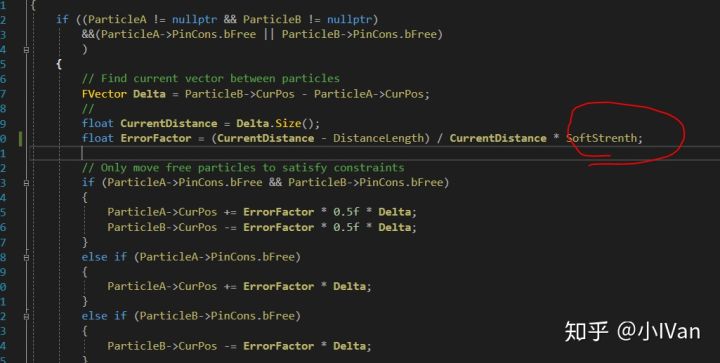 1 {
2 if ((ParticleA != nullptr && ParticleB != nullptr)
3 &&(ParticleA->PinCons.bFree || ParticleB->PinCons.bFree)
4 )
5 {
6 // Find current vector between particles
7 FVector Delta = ParticleB->CurPos - ParticleA->CurPos;
8 //
9 float CurrentDistance = Delta.Size();
0 float ErrorFactor = (CurrentDistance - DistanceLength) / CurrentDistance * SoftStrenth;
1
2 // Only move free particles to satisfy constraints
3 if (ParticleA->PinCons.bFree && ParticleB->PinCons.bFree)
4 {
5 ParticleA->CurPos += ErrorFactor * 0.5f * Delta;
6 ParticleB->CurPos -= ErrorFactor * 0.5f * Delta;
7 }
8 else if (ParticleA->PinCons.bFree)
9 {
0 ParticleA->CurPos += ErrorFactor * Delta;
1 }
2 else if (ParticleB->PinCons.bFree)
3 {
4 ParticleB->CurPos -= ErrorFactor * Delta;
5 }
知乎 @小IVan